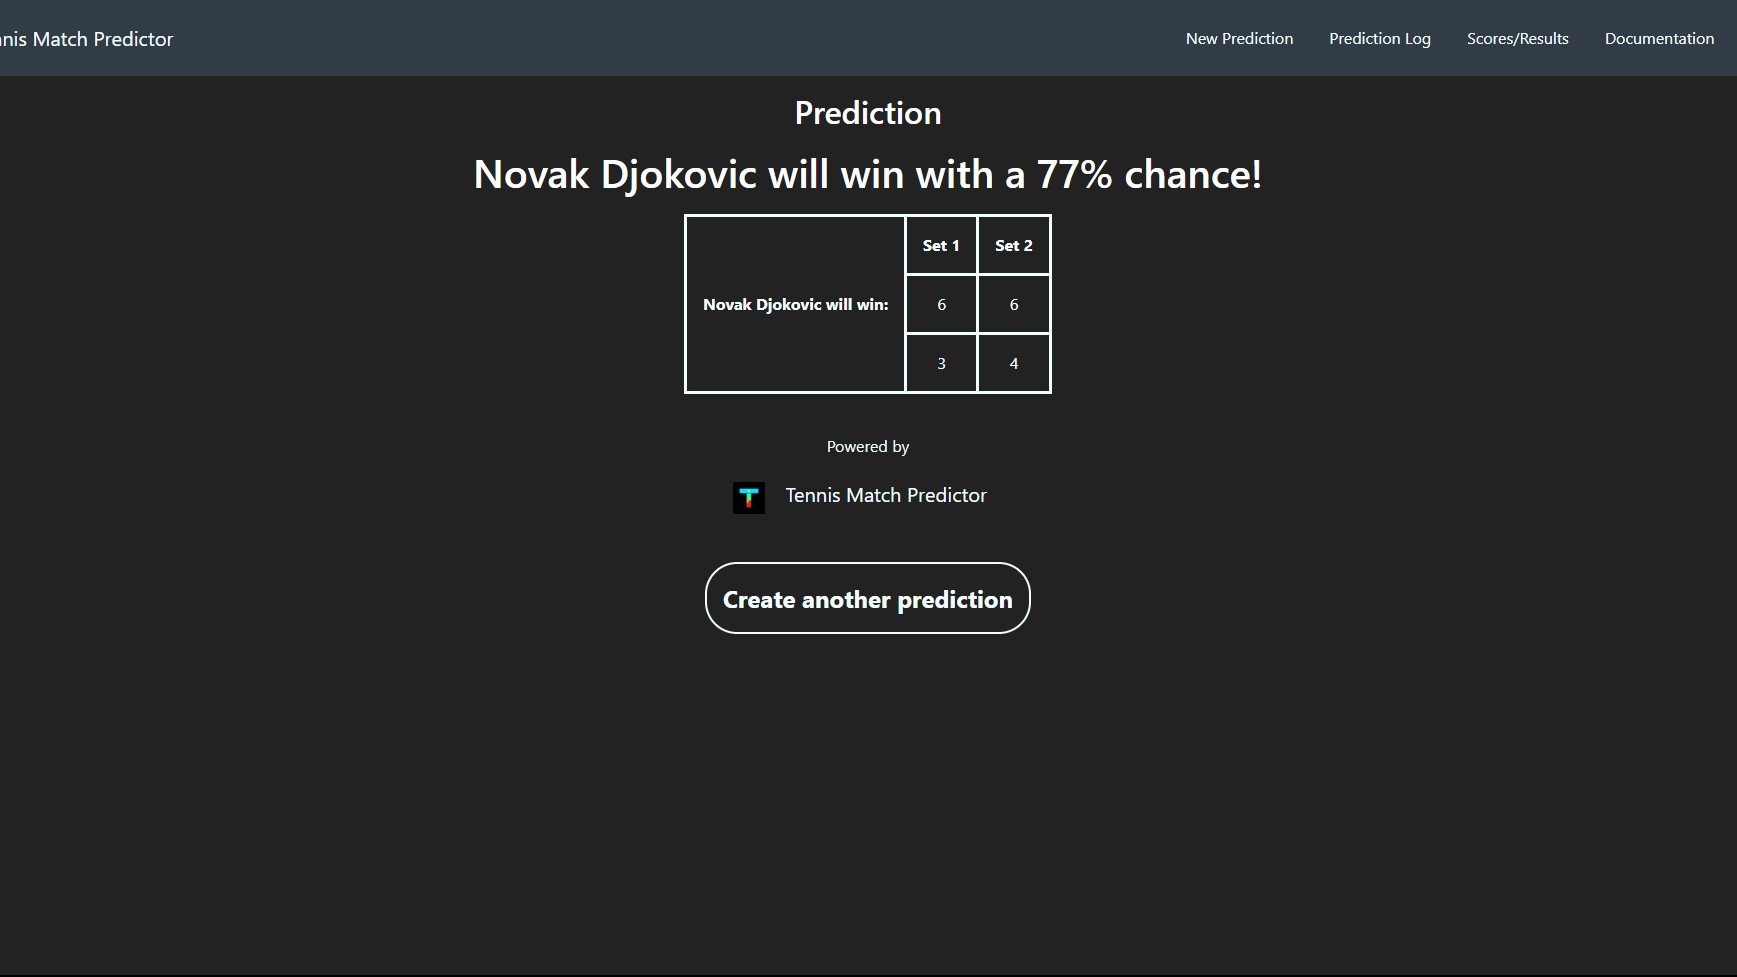 nnis Match Predictor
New Prediction
Prediction Log
Scores/Results
Documentation
Prediction
Novak Djokovic will win with a 77% chance!
Set 1 Set 2
Novak Djokovic will win: 6 6
3 4
Powered by
T Tennis Match Predictor
Create another prediction